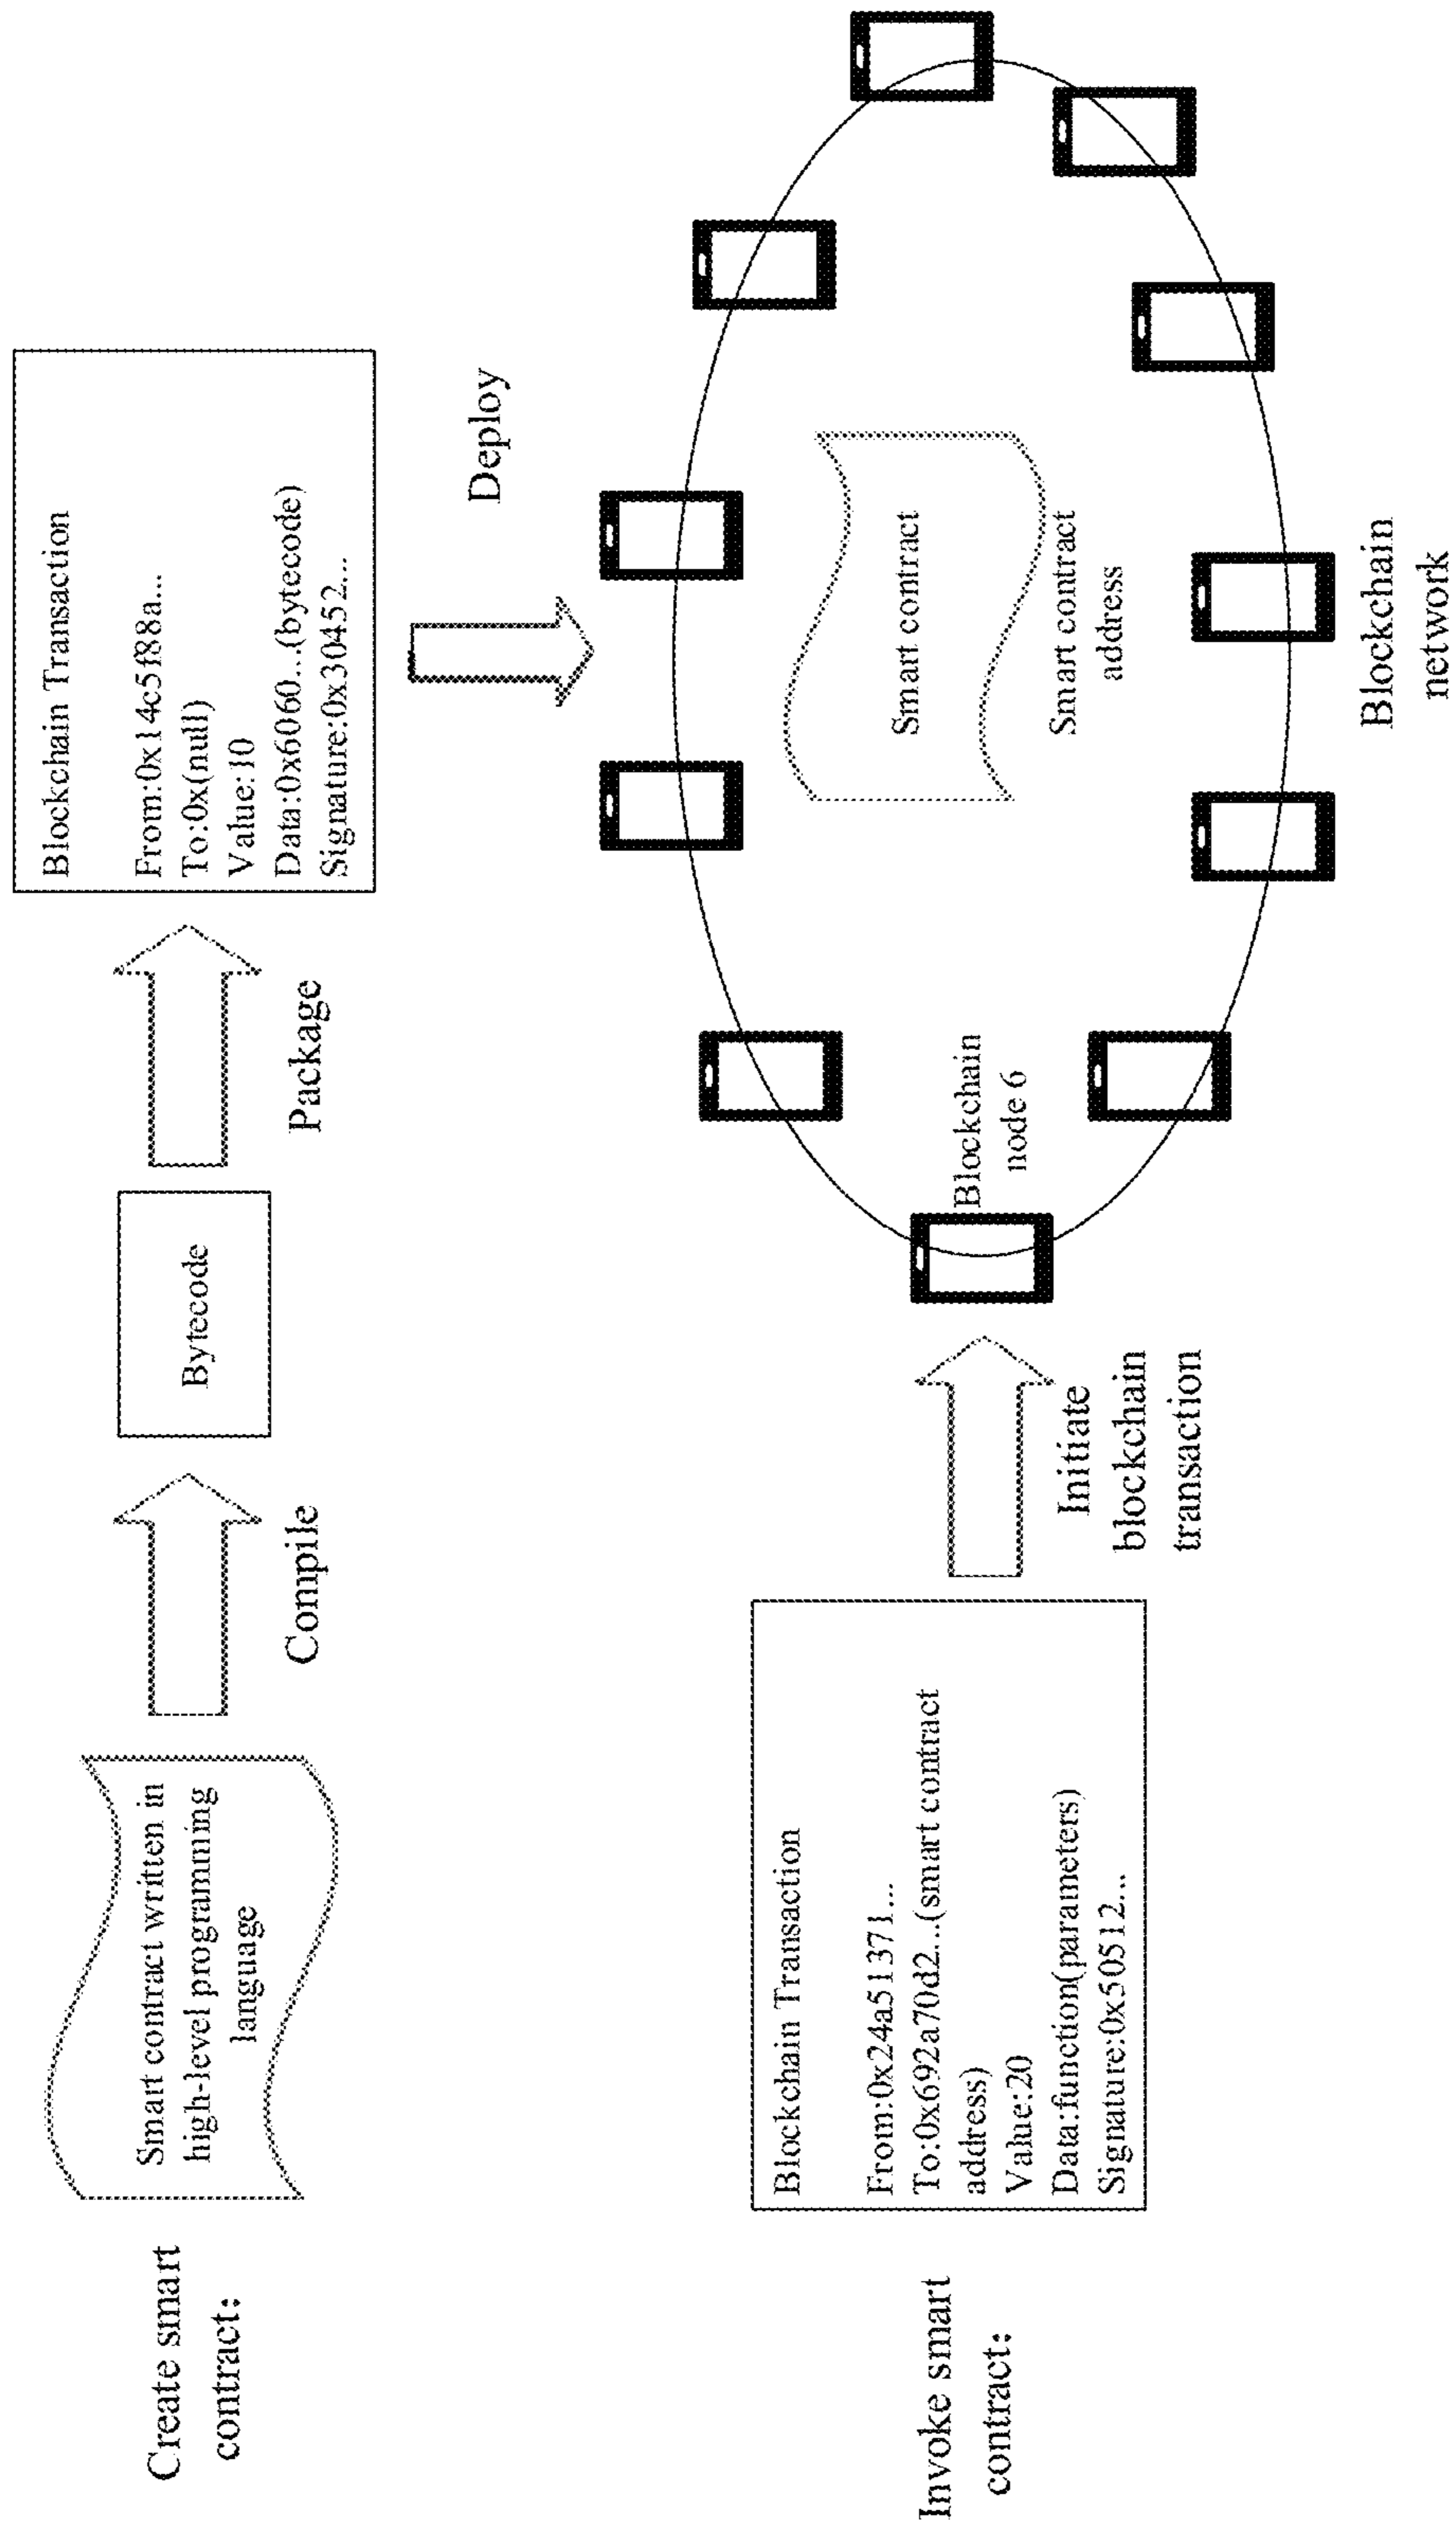 Create smart
contract:
Smart contract written in
high-level programming
language
Compile
Bytecode
Package
Blockchain Transaction
From:0x14c5f88a...
To:0x(null)
Value:10
Data:0x6060...(bytecode)
Signature:0x30452...
Deploy
Invoke smart
contract:
Blockchain Transaction
From:0x24a51371...
To:0x692a70d2...(smart contract
address)
Value:20
Data:function(parameters)
Signature:0x50512...
Initiate
blockchain
transaction
Blockchain
node 6
Smart contract
Smart contract
address
Blockchain
network